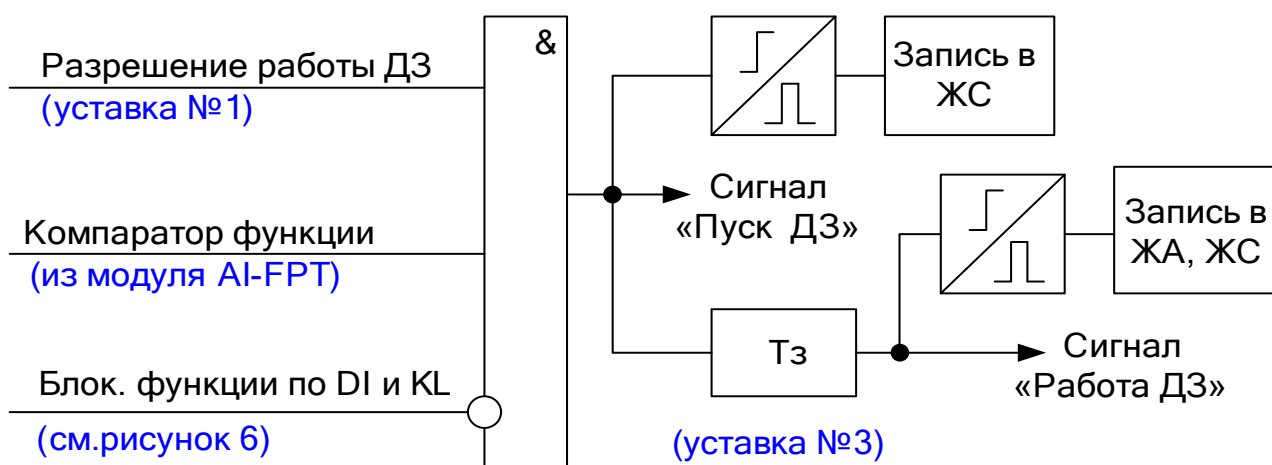 &
Разрешение работы ДЗ
(уставка №1)
Запись в
ЖС
Сигнал
«Пуск ДЗ»
Компаратор функции
(из модуля AI-FPT)
Запись в
ЖА, ЖС
Тз
Сигнал
«Работа ДЗ»
Блок. функции по DI и KL
(см.рисунок 6)
(уставка №3)